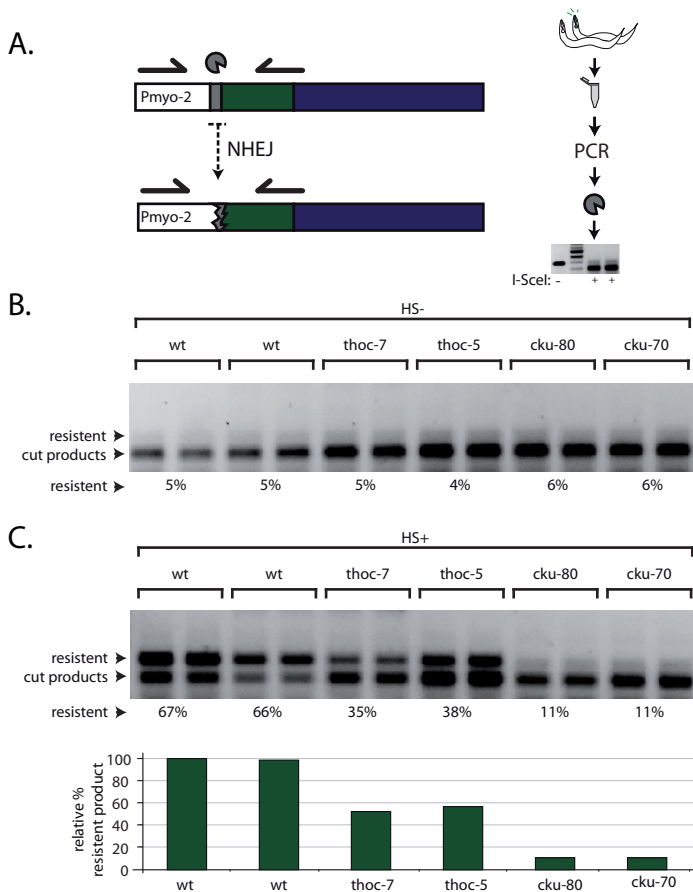 A.
Pmyo-2
NHEJ
Pmyo-2
PCR
I-SceI: - + +
B.
HS-
wt wt thoc-7 thoc-5 cku-80 cku-70
resistent
cut products
resistent 5% 5% 5% 4% 6% 6%
C.
HS+
wt wt thoc-7 thoc-5 cku-80 cku-70
resistent
cut products
resistent 67% 66% 35% 38% 11% 11%
relative %
resistent product
100
80
60
40
20
0
wt wt thoc-7 thoc-5 cku-80 cku-70